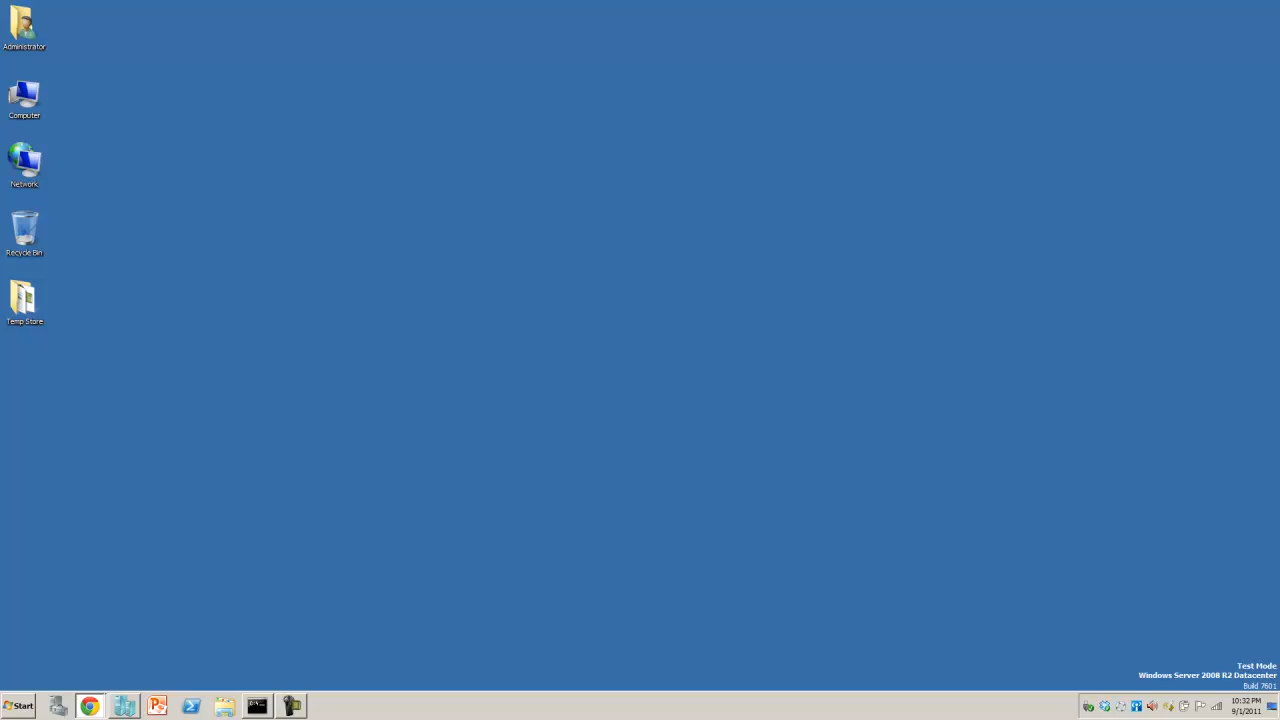 Administrator
Computer
Network
Recycle Bin
Temp Store
Test Mode
Windows Server 2008 R2 Datacenter
Build 7601
Start
10:32 PM
9/1/2011